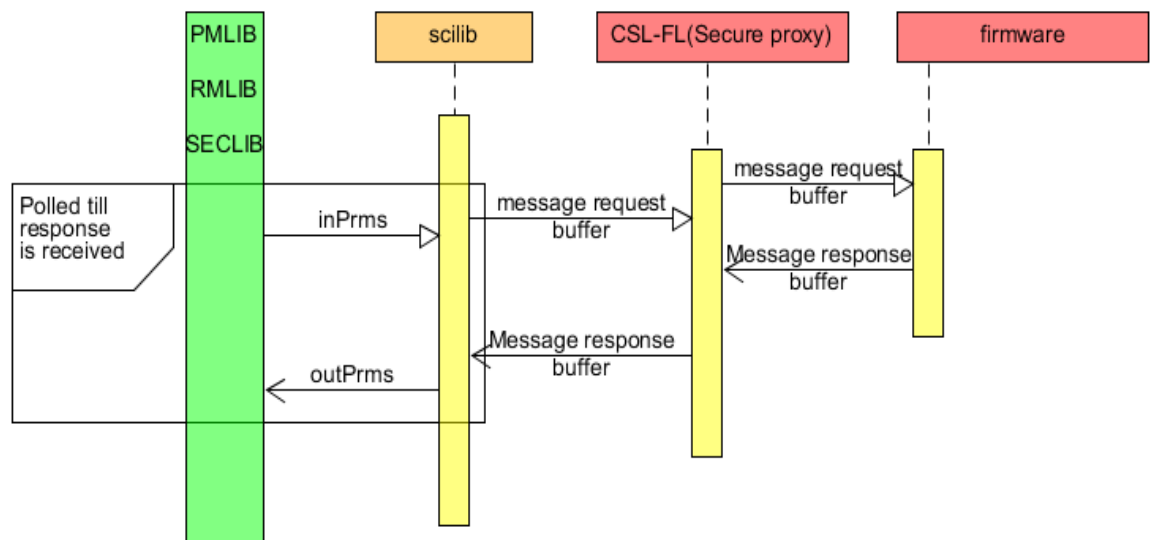 PMLIB
RMLIB
SECLIB
scilib
CSL-FL(Secure proxy)
firmware
Polled till
response
is received
inPrms
message request
buffer
message request
buffer
Message response
buffer
Message response
buffer
outPrms